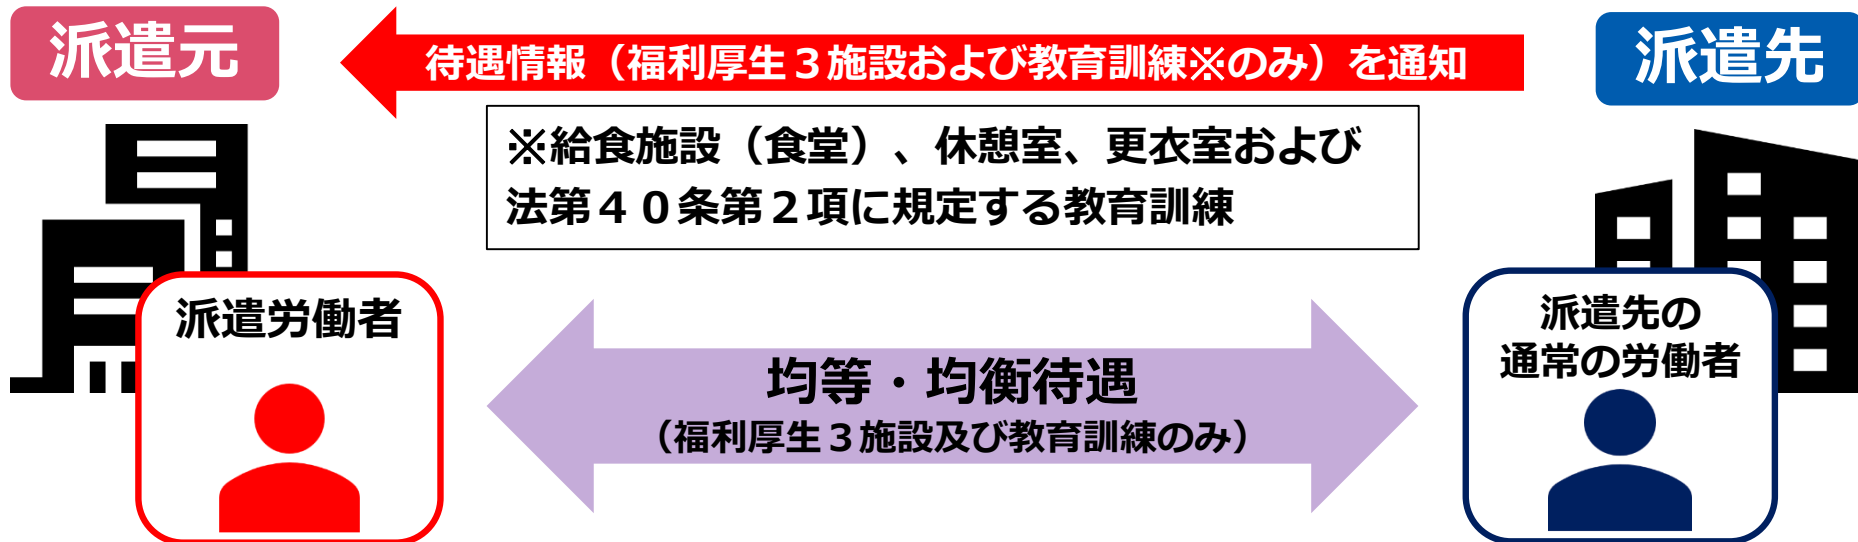 派遣元
待遇情報（福利厚生３施設および教育訓練※のみ）を通知
派遣先
※給食施設（食堂）、休憩室、更衣室および
法第４０条第２項に規定する教育訓練
派遣労働者
均等・均衡待遇
（福利厚生３施設及び教育訓練のみ）
派遣先の
通常の労働者